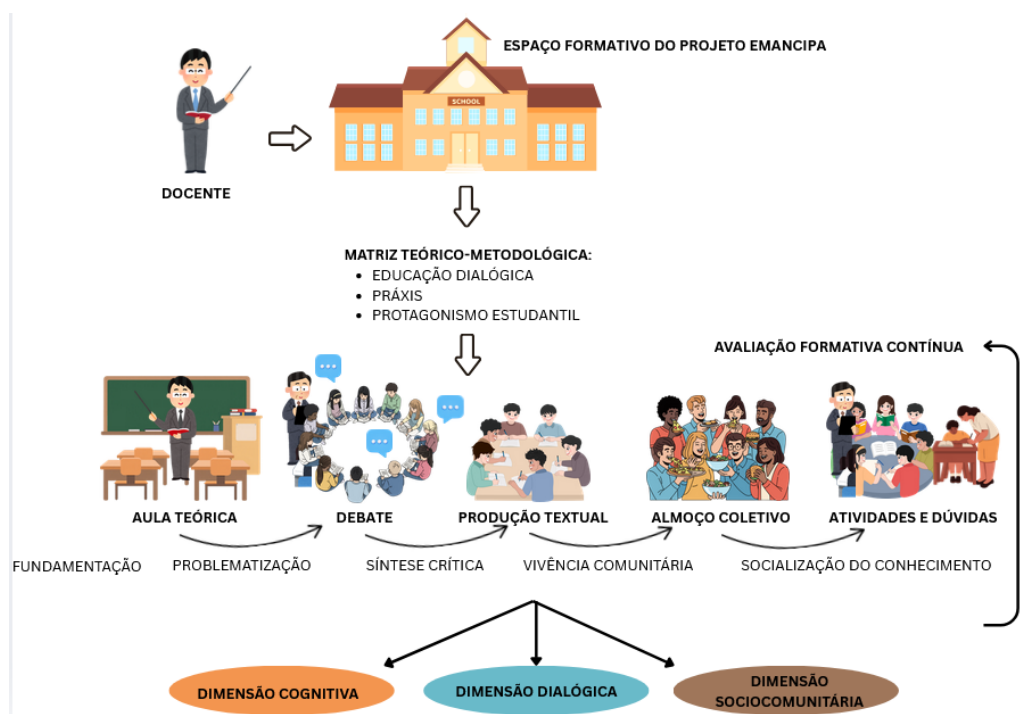 ESPAÇO FORMATIVO DO PROJETO EMANCIPA
SCHOOL
DOCENTE
MATRIZ TEÓRICO-METODOLÓGICA:
• EDUCAÇÃO DIALÓGICA
• PRÁXIS
• PROTAGONISMO ESTUDANTIL
AVALIAÇÃO FORMATIVA CONTÍNUA
AULA TEÓRICA
DEBATE
PRODUÇÃO TEXTUAL
ALMOÇO COLETIVO
ATIVIDADES E DÚVIDAS
FUNDAMENTAÇÃO
PROBLEMATIZAÇÃO
SÍNTESE CRÍTICA
VIVÊNCIA COMUNITÁRIA
SOCIALIZAÇÃO DO CONHECIMENTO
DIMENSÃO COGNITIVA
DIMENSÃO DIALÓGICA
DIMENSÃO
SOCIOCOMUNITÁRIA